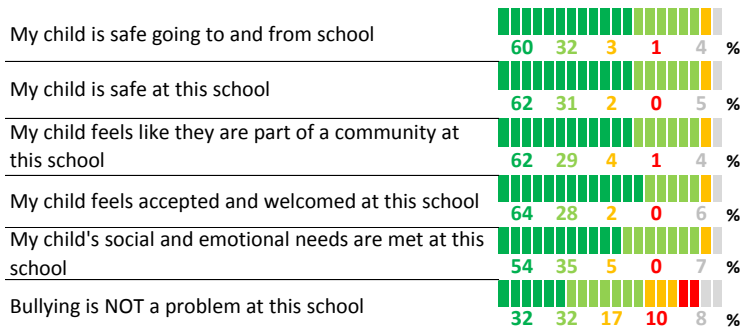 My child is safe going to and from school
60 32 3 1 4 %
My child is safe at this school
62 31 2 0 5 %
My child feels like they are part of a community at
this school
62 29 4 1 4 %
My child feels accepted and welcomed at this school
64 28 2 0 6 %
My child's social and emotional needs are met at this
school
54 35 5 0 7 %
Bullying is NOT a problem at this school
32 32 17 10 8 %